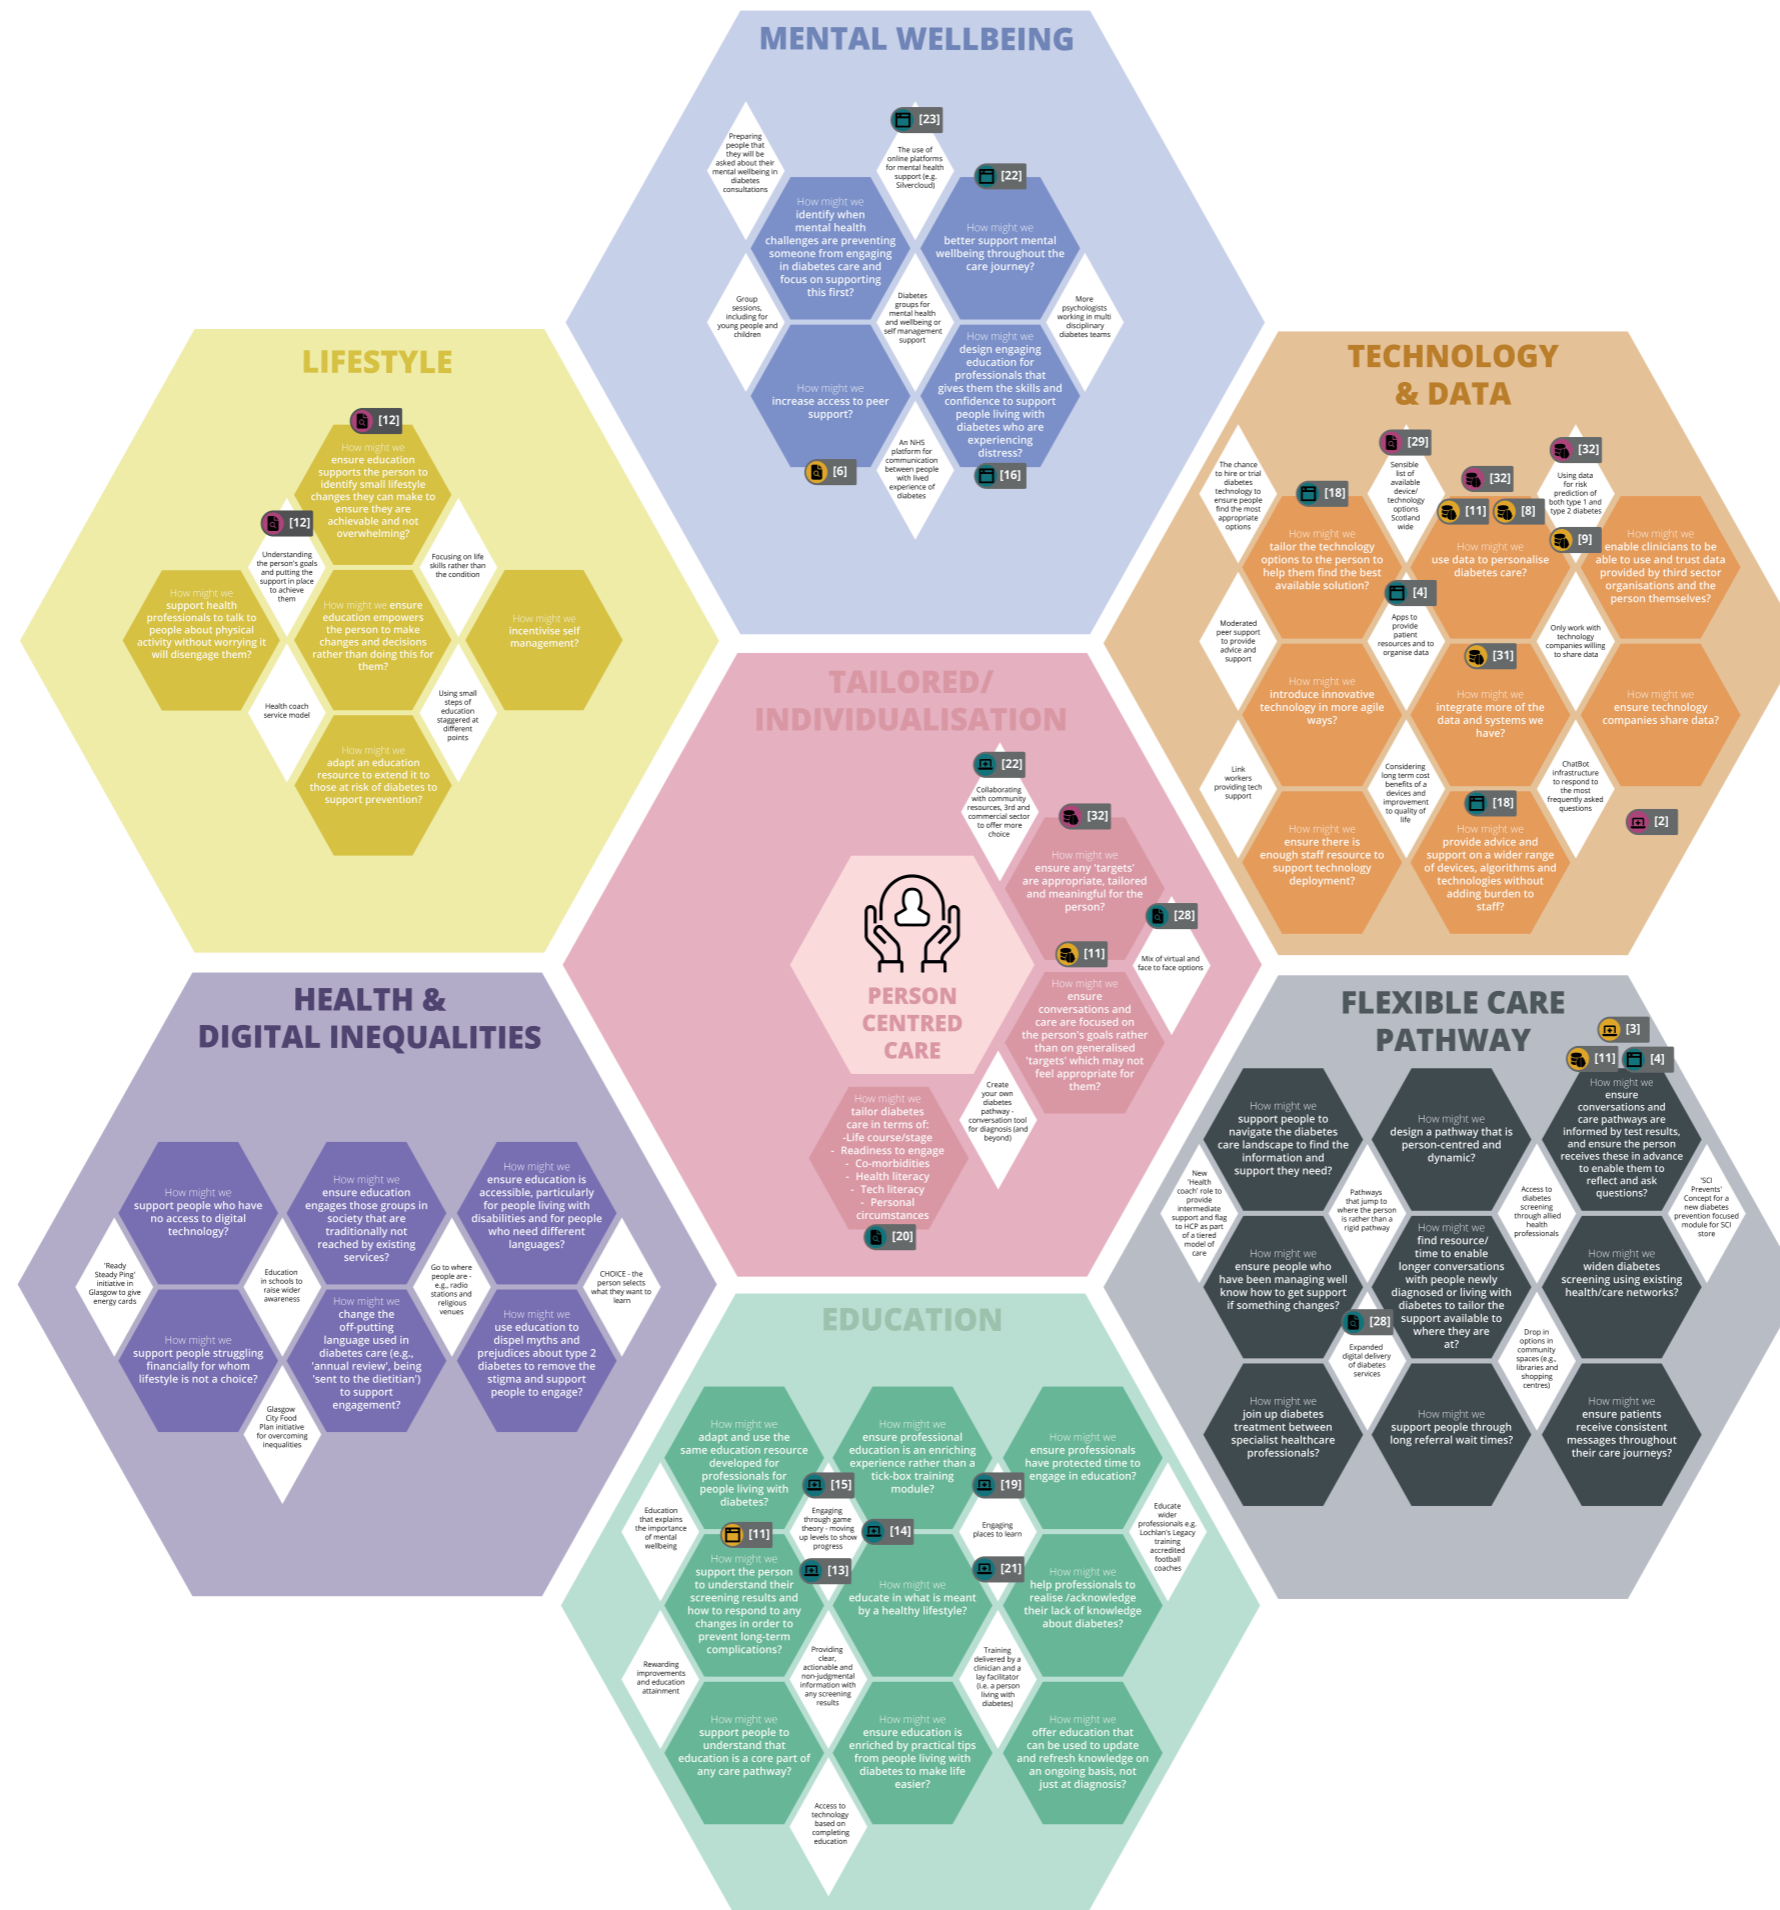 MENTAL WELLBEING
Preparing
people that
they will be
asked about their
mental wellbeing in
diabetes
consultations
[23]
The use of
online platforms
for mental health
support (e.g.
Silvercloud)
[22]
How might we
identify when
mental health
challenges are preventing
someone from engaging
in diabetes care and
focus on supporting
this first?
How might we
better support mental
wellbeing throughout the
care journey?
Group
sessions,
including for
young people and
children
Diabetes
groups for
mental health
and wellbeing or
self management
support
More
psychologists
working in multi
disciplinary
diabetes teams
How might we
increase access to peer
support?
How might we
design engaging
education for
professionals that
gives them the skills and
confidence to support
people living with
diabetes who are
experiencing
distress?
[6]
An NHS
platform for
communication
between people
with lived
experience of
diabetes
[16]
LIFESTYLE
[12]
How might we
ensure education
supports the person to
identify small lifestyle
changes they can make to
ensure they are
achievable and not
overwhelming?
[12]
Understanding
the person's goals
and putting the
support in place
to achieve
them
Focusing on life
skills rather than
the condition
How might we
support health
professionals to talk to
people about physical
activity without worrying it
will disengage them?
How might we ensure
education empowers
the person to make
changes and decisions
rather than doing this for
them?
How might we
incentivise self
management?
Health coach
service model
Using small
steps of
education
staggered at
different
points
How might we
adapt an education
resource to extend it to
those at risk of diabetes to
support prevention?
TECHNOLOGY
& DATA
The chance
to hire or trial
diabetes
technology to
ensure people
find the most
appropriate
options
[29]
Sensible
list of
available
device/
technology
options
Scotland
wide
[32]
Using data
for risk
prediction of
both type 1 and
type 2 diabetes
[18]
How might we
tailor the technology
options to the person to
help them find the best
available solution?
[32]
[11]
[8]
How might we
use data to personalise
diabetes care?
[9]
How might we
enable clinicians to be
able to use and trust data
provided by third sector
organisations and the
person themselves?
Moderated
peer support
to provide
advice and
support
[4]
Apps to
provide
patient
resources and to
organise data
Only work with
technology
companies willing
to share data
How might we
introduce innovative
technology in more agile
ways?
[31]
How might we
integrate more of the
data and systems we
have?
How might we
ensure technology
companies share data?
Link
workers
providing tech
support
Considering
long term cost
benefits of a
devices and
improvement
to quality of
life
ChatBot
infrastructure
to respond to
the most
frequently asked
questions
[2]
How might we
ensure there is
enough staff resource to
support technology
deployment?
[18]
How might we
provide advice and
support on a wider range
of devices, algorithms and
technologies without
adding burden to
staff?
TAILORED/
INDIVIDUALISATION
[22]
Collaborating
with community
resources, 3rd and
commercial sector
to offer more
choice
[32]
How might we
ensure any 'targets'
are appropriate, tailored
and meaningful for the
person?
[28]
Mix of virtual and
face to face options
PERSON
CENTRED
CARE
[11]
How might we
ensure
conversations and
care are focused on
the person's goals rather
than on generalised
'targets' which may not
feel appropriate for
them?
Create
your own
diabetes
pathway -
conversation tool
for diagnosis (and
beyond)
How might we
tailor diabetes
care in terms of:
-Life course/stage
- Readiness to engage
- Co-morbidities
- Health literacy
- Tech literacy
- Personal
circumstances
[20]
HEALTH &
DIGITAL INEQUALITIES
How might we
support people who have
no access to digital
technology?
How might we
ensure education
engages those groups in
society that are
traditionally not
reached by existing
services?
How might we
ensure education is
accessible, particularly
for people living with
disabilities and for people
who need different
languages?
'Ready
Steady Ping'
initiative in
Glasgow to give
energy cards
Education
in schools to
raise wider
awareness
Go to where
people are -
e.g., radio
stations and
religious
venues
CHOICE - the
person selects
what they want to
learn
How might we
support people struggling
financially for whom
lifestyle is not a choice?
How might we
change the
off-putting
language used in
diabetes care (e.g.,
'annual review', being
'sent to the dietitian')
to support
engagement?
How might we
use education to
dispel myths and
prejudices about type 2
diabetes to remove the
stigma and support
people to engage?
Glasgow
City Food
Plan initiative
for overcoming
inequalities
FLEXIBLE CARE
PATHWAY
[3]
[11]
[4]
How might we
support people to
navigate the diabetes
care landscape to find the
information and
support they need?
How might we
design a pathway that is
person-centred and
dynamic?
How might we
ensure
conversations and
care pathways are
informed by test results,
and ensure the person
receives these in advance
to enable them to
reflect and ask
questions?
New
'Health
coach' role to
provide
intermediate
support and flag
to HCP as part
of a tiered
model of
care
Pathways
that jump to
where the person
is rather than a
rigid pathway
Access to
diabetes
screening
through allied
health
professionals
'SCI
Prevents'
Concept for a
new diabetes
prevention focused
module for SCI
store
How might we
ensure people who
have been managing well
know how to get support
if something changes?
How might we
find resource/
time to enable
longer conversations
with people newly
diagnosed or living with
diabetes to tailor the
support available to
where they are
at?
How might we
widen diabetes
screening using existing
health/care networks?
[28]
Expanded
digital delivery
of diabetes
services
Drop in
options in
community
spaces (e.g.,
libraries and
shopping
centres)
How might we
join up diabetes
treatment between
specialist healthcare
professionals?
How might we
support people through
long referral wait times?
How might we
ensure patients
receive consistent
messages throughout
their care journeys?
EDUCATION
How might we
adapt and use the
same education resource
developed for
professionals for
people living with
diabetes?
How might we
ensure professional
education is an enriching
experience rather than a
tick-box training
module?
How might we
ensure professionals
have protected time to
engage in education?
Education
that explains
the importance
of mental
wellbeing
[15]
Engaging
through game
theory - moving
up levels to show
progress
[19]
Engaging
places to learn
Educate
wider
professionals e.g.
Lochlan's Legacy
training
accredited
football
coaches
[11]
How might we
support the person
to understand their
screening results and
how to respond to any
changes in order to
prevent long-term
complications?
[13]
[14]
How might we
educate in what is meant
by a healthy lifestyle?
[21]
How might we
help professionals to
realise /acknowledge
their lack of knowledge
about diabetes?
Rewarding
improvements
and education
attainment
Providing
clear,
actionable and
non-judgmental
information with
any screening
results
Training
delivered by a
clinician and a
lay facilitator
(i.e. a person
living with
diabetes)
How might we
support people to
understand that
education is a core part of
any care pathway?
How might we
ensure education is
enriched by practical tips
from people living with
diabetes to make life
easier?
How might we
offer education that
can be used to update
and refresh knowledge on
an ongoing basis, not
just at diagnosis?
Access to
technology
based on
completing
education